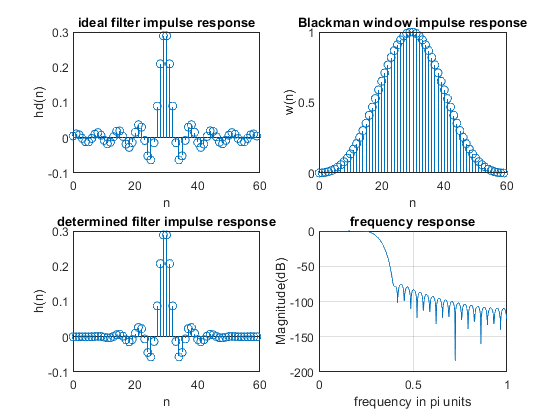 ideal filter impulse response
0.3
0.2
0.1
0
-0.1
hd(n)
0 20 40 60
n
Blackman window impulse response
1
0.5
0
w(n)
0 20 40 60
n
determined filter impulse response
0.3
0.2
0.1
0
-0.1
h(n)
0 20 40 60
n
frequency response
0
-50
-100
-150
-200
Magnitude(dB)
0 0.5 1
frequency in pi units